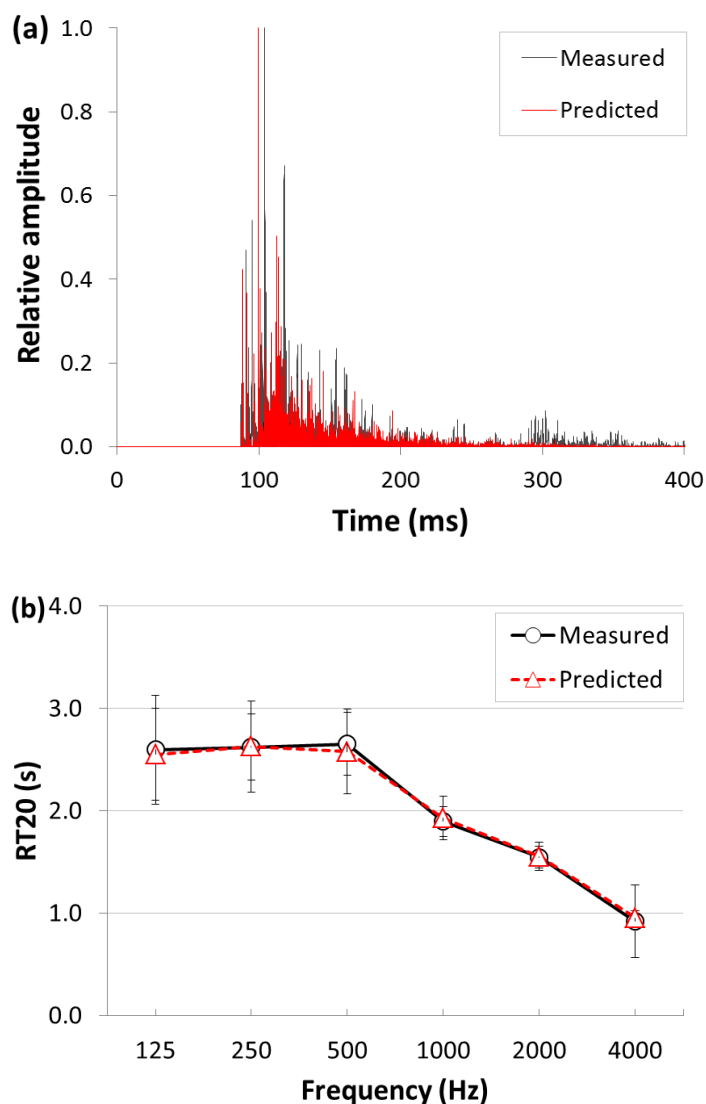 (a)
1.0
0.8
0.6
0.4
0.2
0.0
Relative amplitude
Measured
Predicted
0 100 200 300 400
Time (ms)
(b)
4.0
3.0
2.0
1.0
0.0
RT20 (s)
Measured
Predicted
125 250 500 1000 2000 4000
Frequency (Hz)